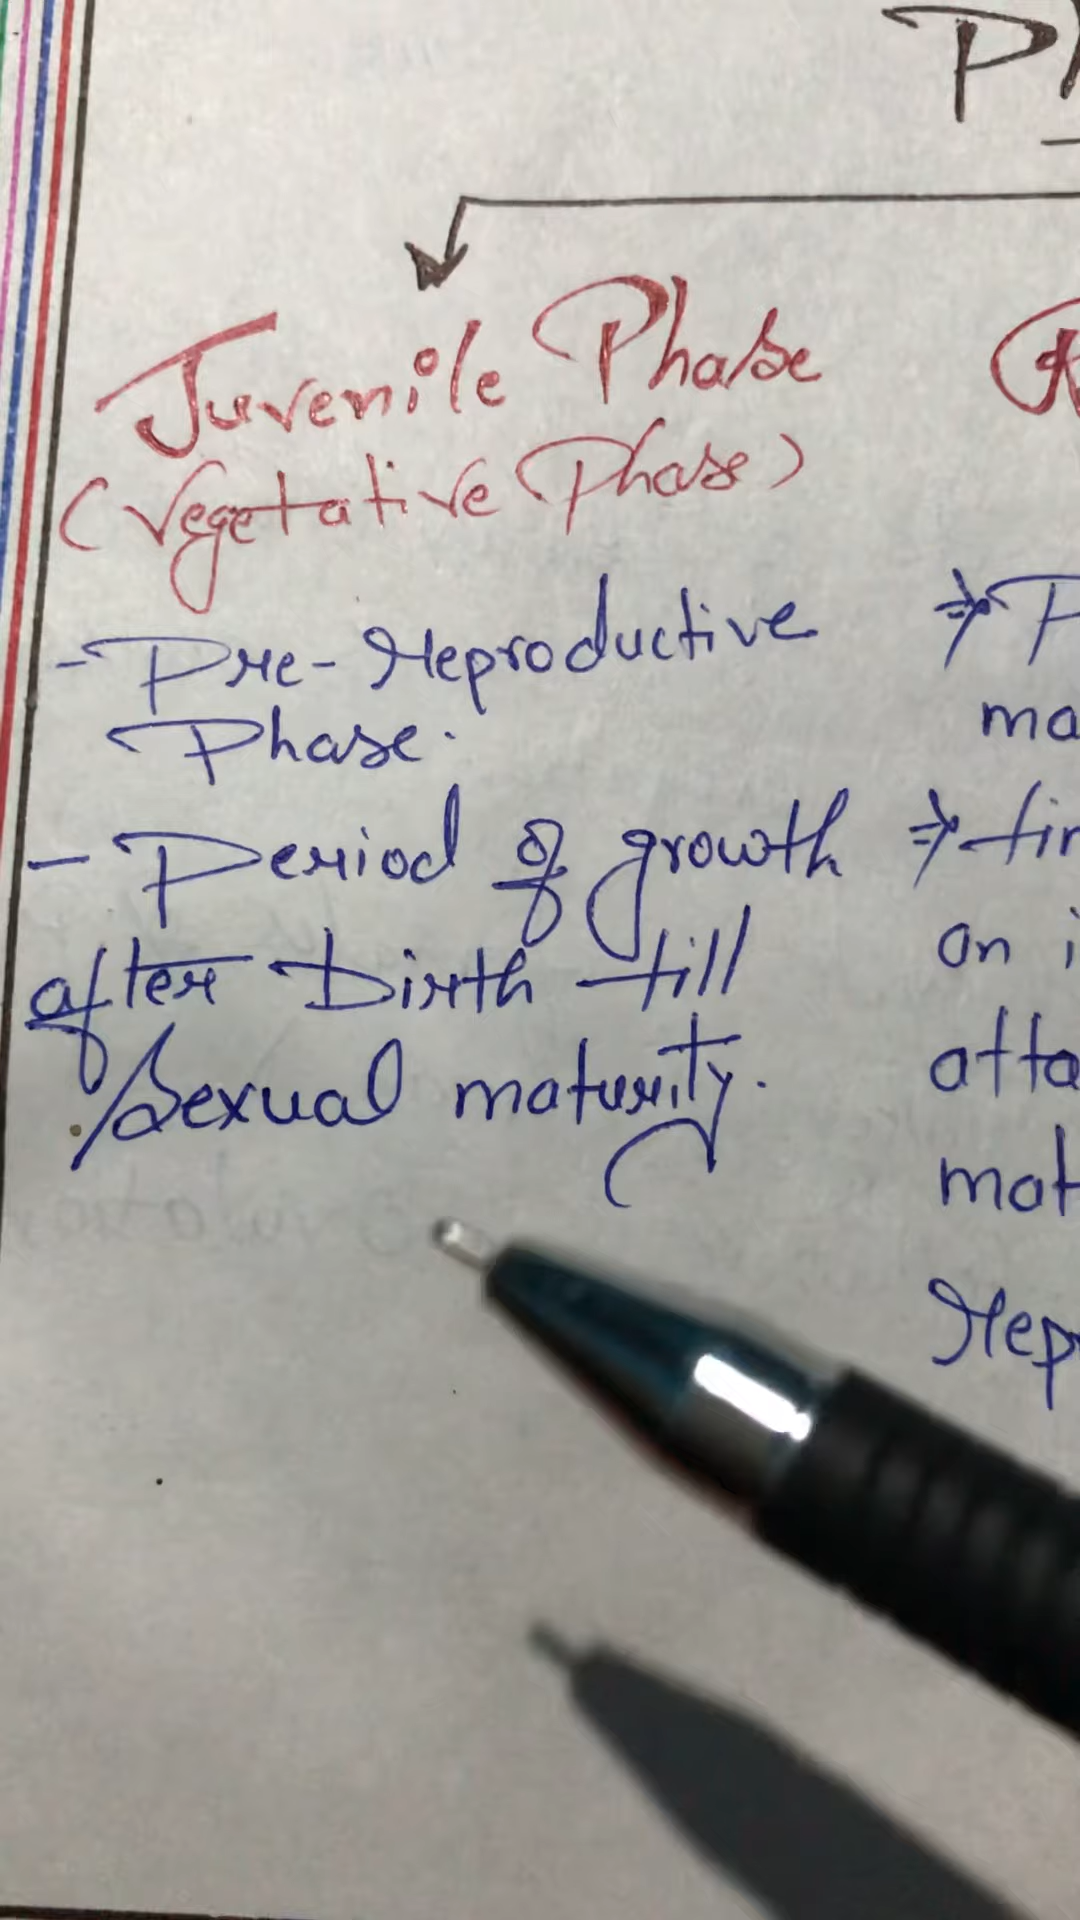 Juvenile Phase
(Vegetative Phase)
- Pre-reproductive
Phase.
- Period of growth
after birth till
Sexual maturity.
⇒
ma
⇒
on i
atta
mat
rep